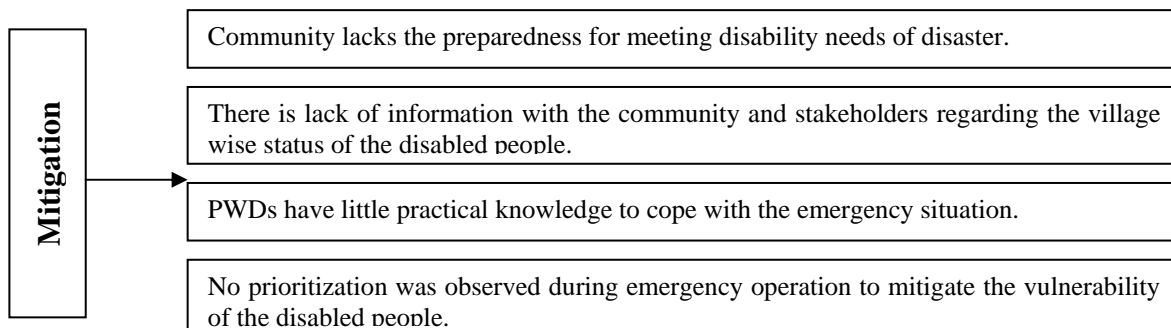 Mitigation
Community lacks the preparedness for meeting disability needs of disaster.
There is lack of information with the community and stakeholders regarding the village
wise status of the disabled people.
PWDs have little practical knowledge to cope with the emergency situation.
No prioritization was observed during emergency operation to mitigate the vulnerability
of the disabled people.